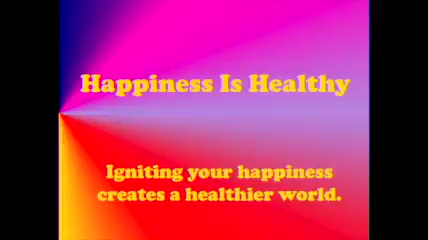 Happiness Is Healthy
Igniting your happiness
creates a healthier world.